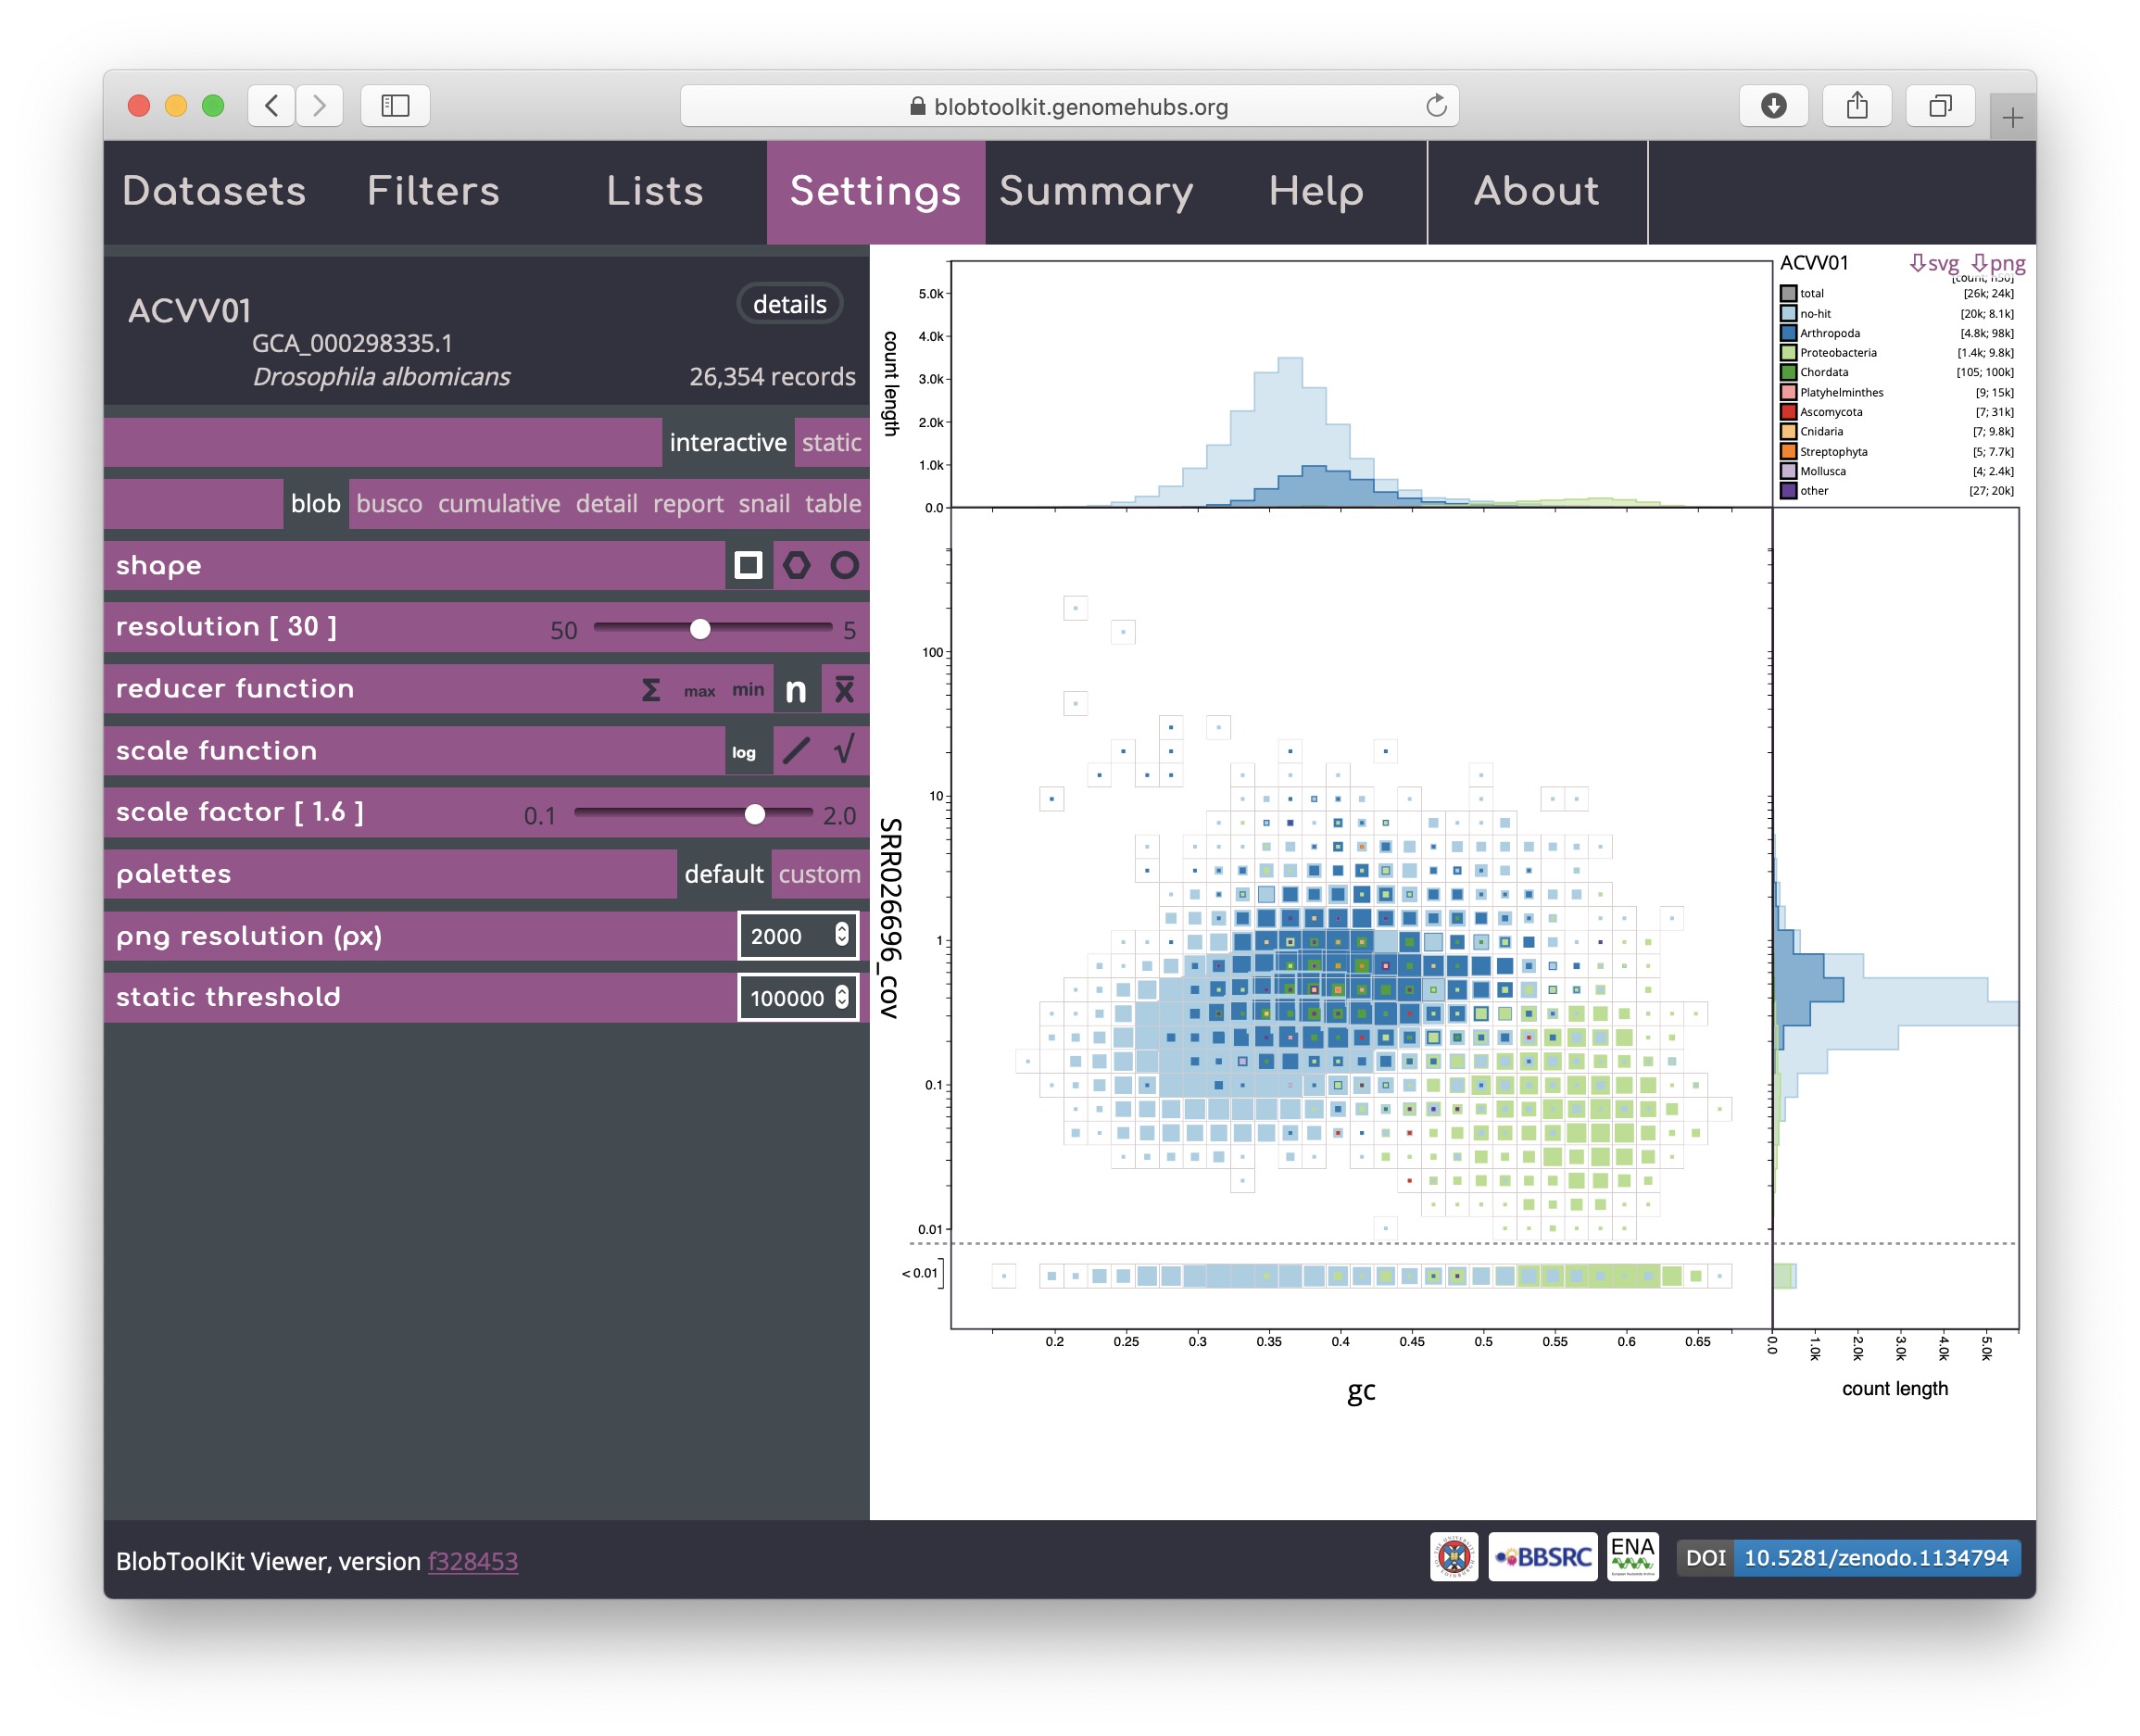 blobtoolkit.genomehubs.org
Datasets Filters Lists Settings Summary Help About
ACVV01
details
GCA_000298335.1
Drosophila albomicans 26,354 records
interactive static
blob busco cumulative detail report snail table
shape
resolution [ 30 ] 50 5
reducer function Σ max min n x̄
scale function log √
scale factor [ 1.6 ] 0.1 2.0
palettes default custom
png resolution (px) 2000
static threshold 100000
ACVV01 svg png
[count; n50]
total [26k; 24k]
no-hit [20k; 8.1k]
Arthropoda [4.8k; 98k]
Proteobacteria [1.4k; 9.8k]
Chordata [105; 100k]
Platyhelminthes [9; 15k]
Ascomycota [7; 31k]
Cnidaria [7; 9.8k]
Streptophyta [5; 7.7k]
Mollusca [4; 2.4k]
other [27; 20k]
count length
5.0k
4.0k
3.0k
2.0k
1.0k
0.0
SRR026696_cov
100
10
1
0.1
0.01
< 0.01
0.2 0.25 0.3 0.35 0.4 0.45 0.5 0.55 0.6 0.65
gc
0.0 1.0k 2.0k 3.0k 4.0k 5.0k
count length
BlobToolKit Viewer, version f328453
BBSRC
ENA
DOI 10.5281/zenodo.1134794